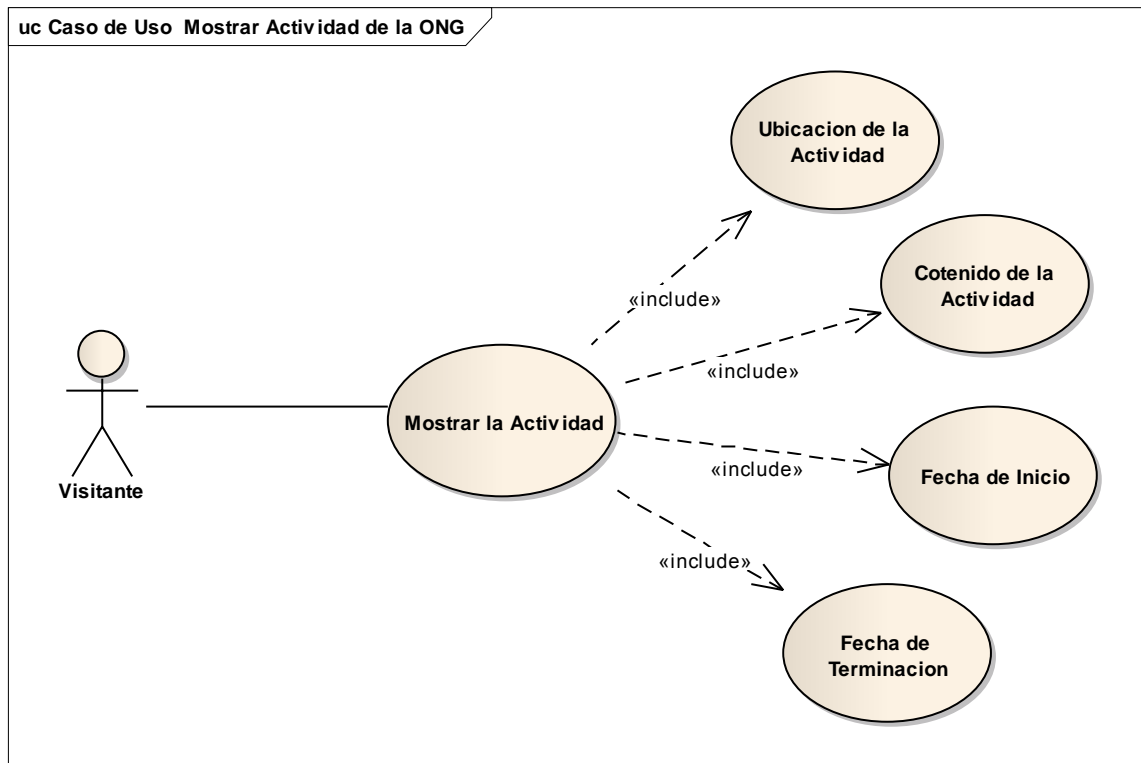 uc Caso de Uso Mostrar Actividad de la ONG
Ubicacion de la
Actividad
«include»
Cotenido de la
Actividad
«include»
Mostrar la Actividad
«include»
Fecha de Inicio
Visitante
«include»
Fecha de
Terminacion